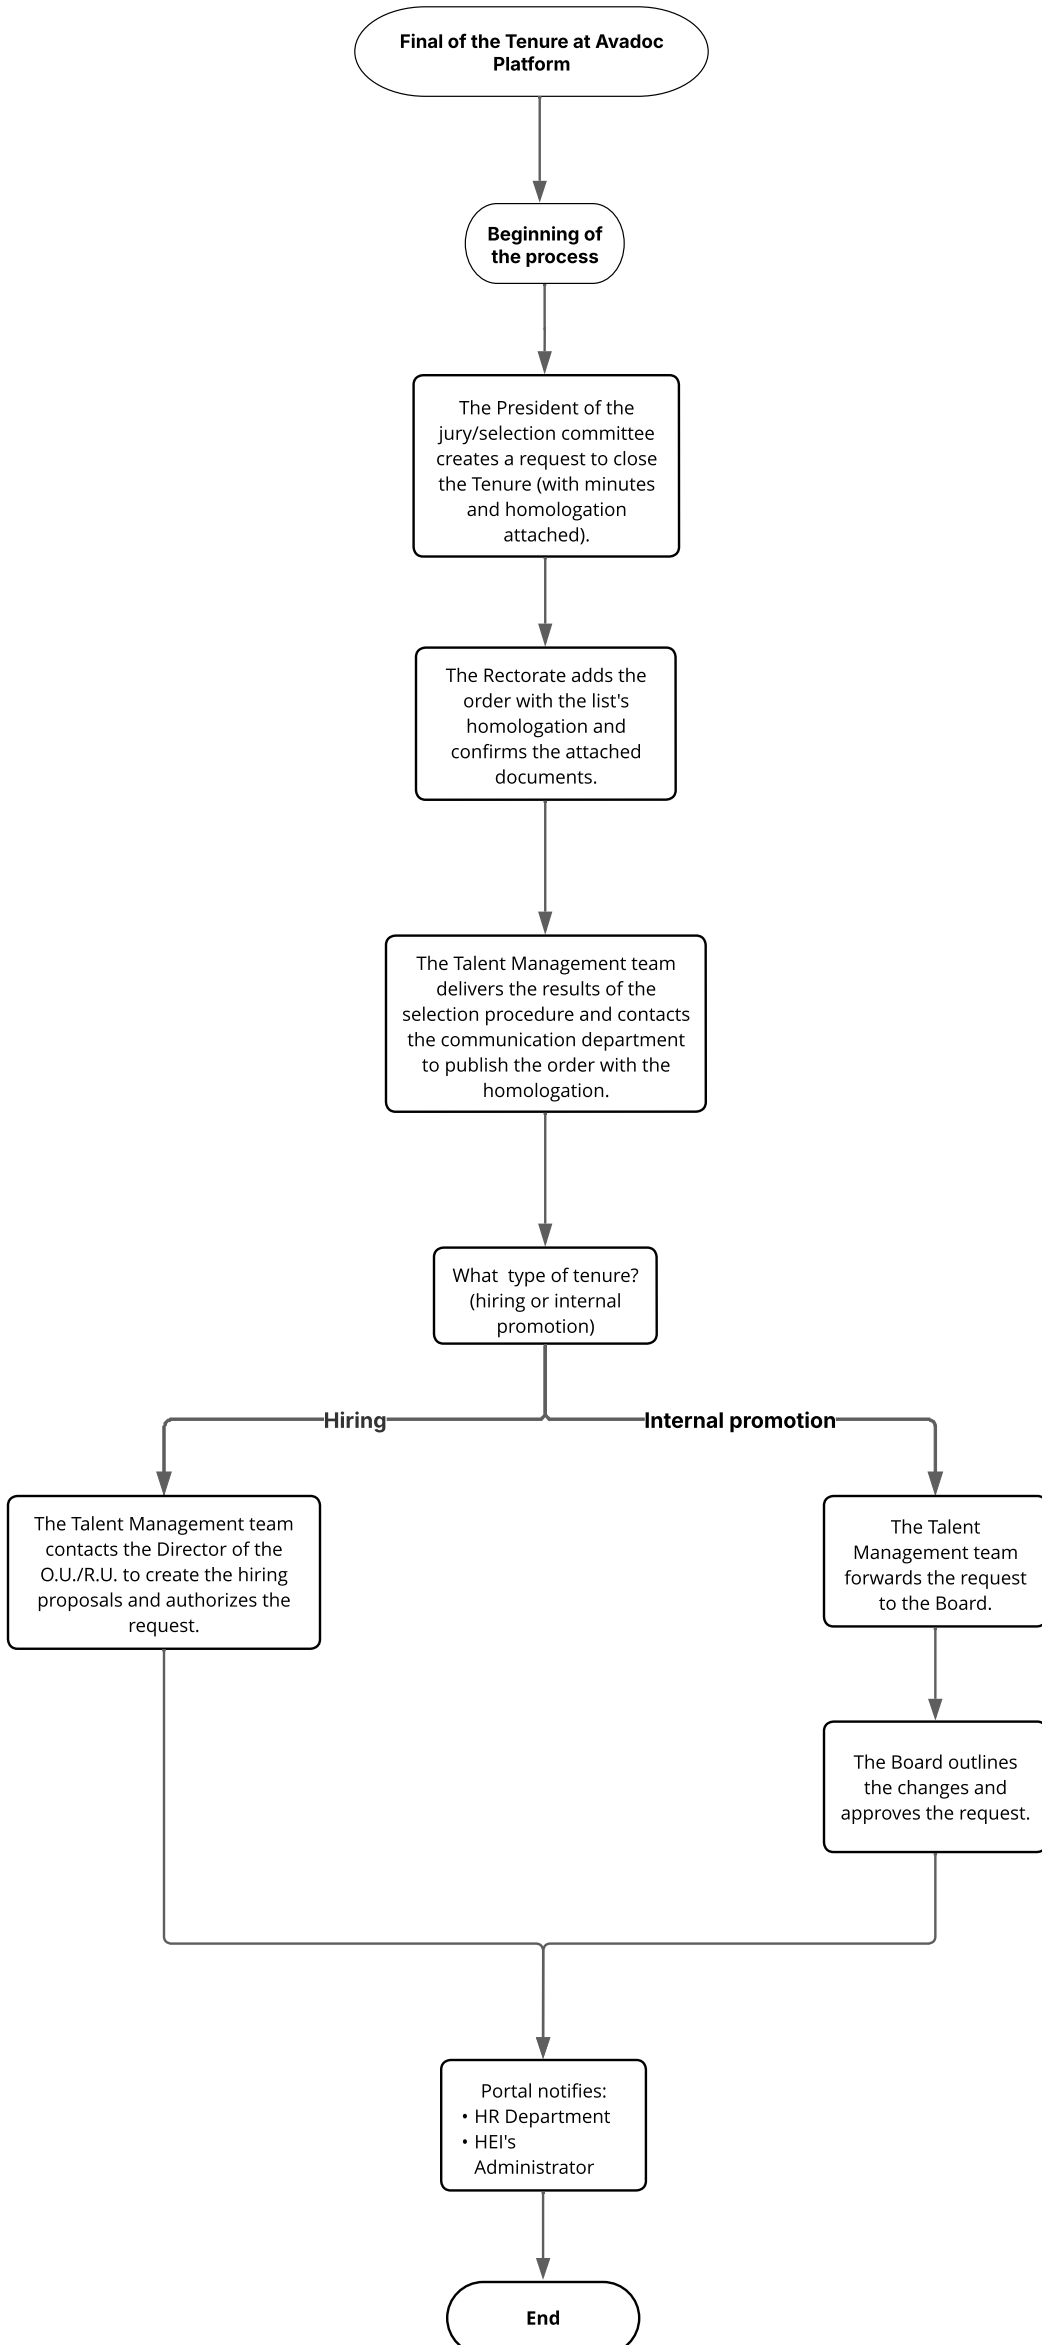 Final of the Tenure at Avadoc
Platform
Beginning of
the process
The President of the
jury/selection committee
creates a request to close
the Tenure (with minutes
and homologation
attached).
The Rectorate adds the
order with the list's
homologation and
confirms the attached
documents.
The Talent Management team
delivers the results of the
selection procedure and contacts
the communication department
to publish the order with the
homologation.
What  type of tenure?
(hiring or internal
promotion)
Hiring
Internal promotion
The Talent Management team
contacts the Director of the
O.U./R.U. to create the hiring
proposals and authorizes the
request.
The Talent
Management team
forwards the request
to the Board.
The Board outlines
the changes and
approves the request.
Portal notifies:
• HR Department
• HEI's
Administrator
End